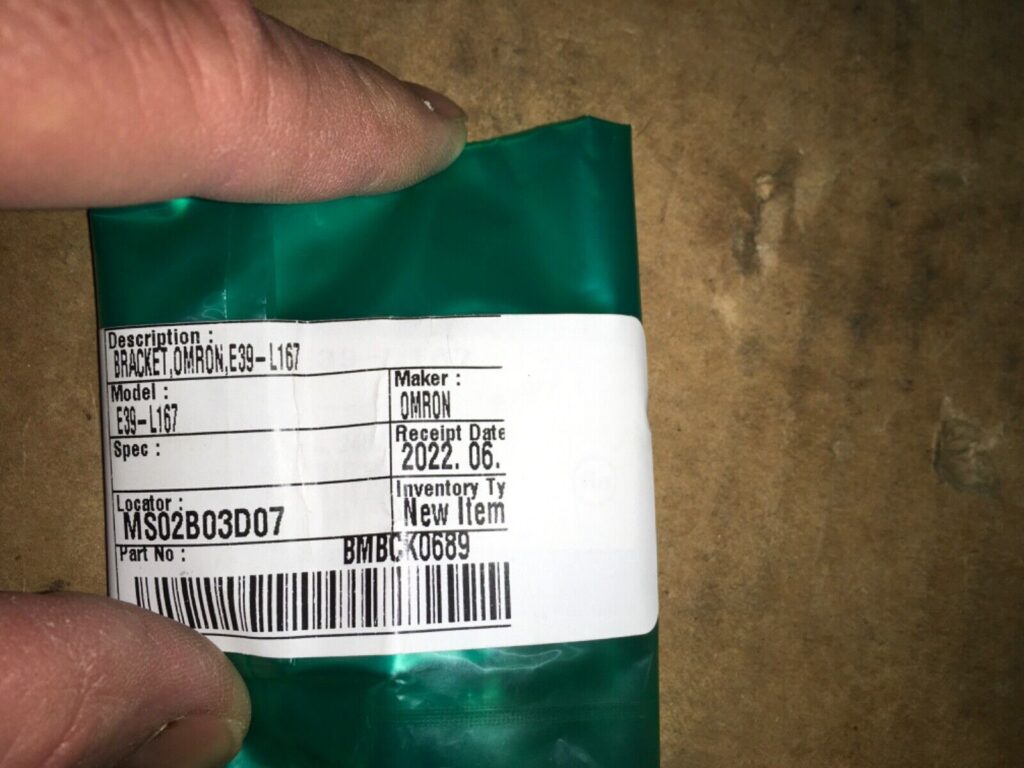 Description :
BRACKET,OMRON,E39-L167
Model :
E39-L167
Maker :
OMRON
Spec :
Receipt Date
2022. 06.
Locator :
MS02B03D07
Inventory Ty
New Item
Part No :
BMBCK0689